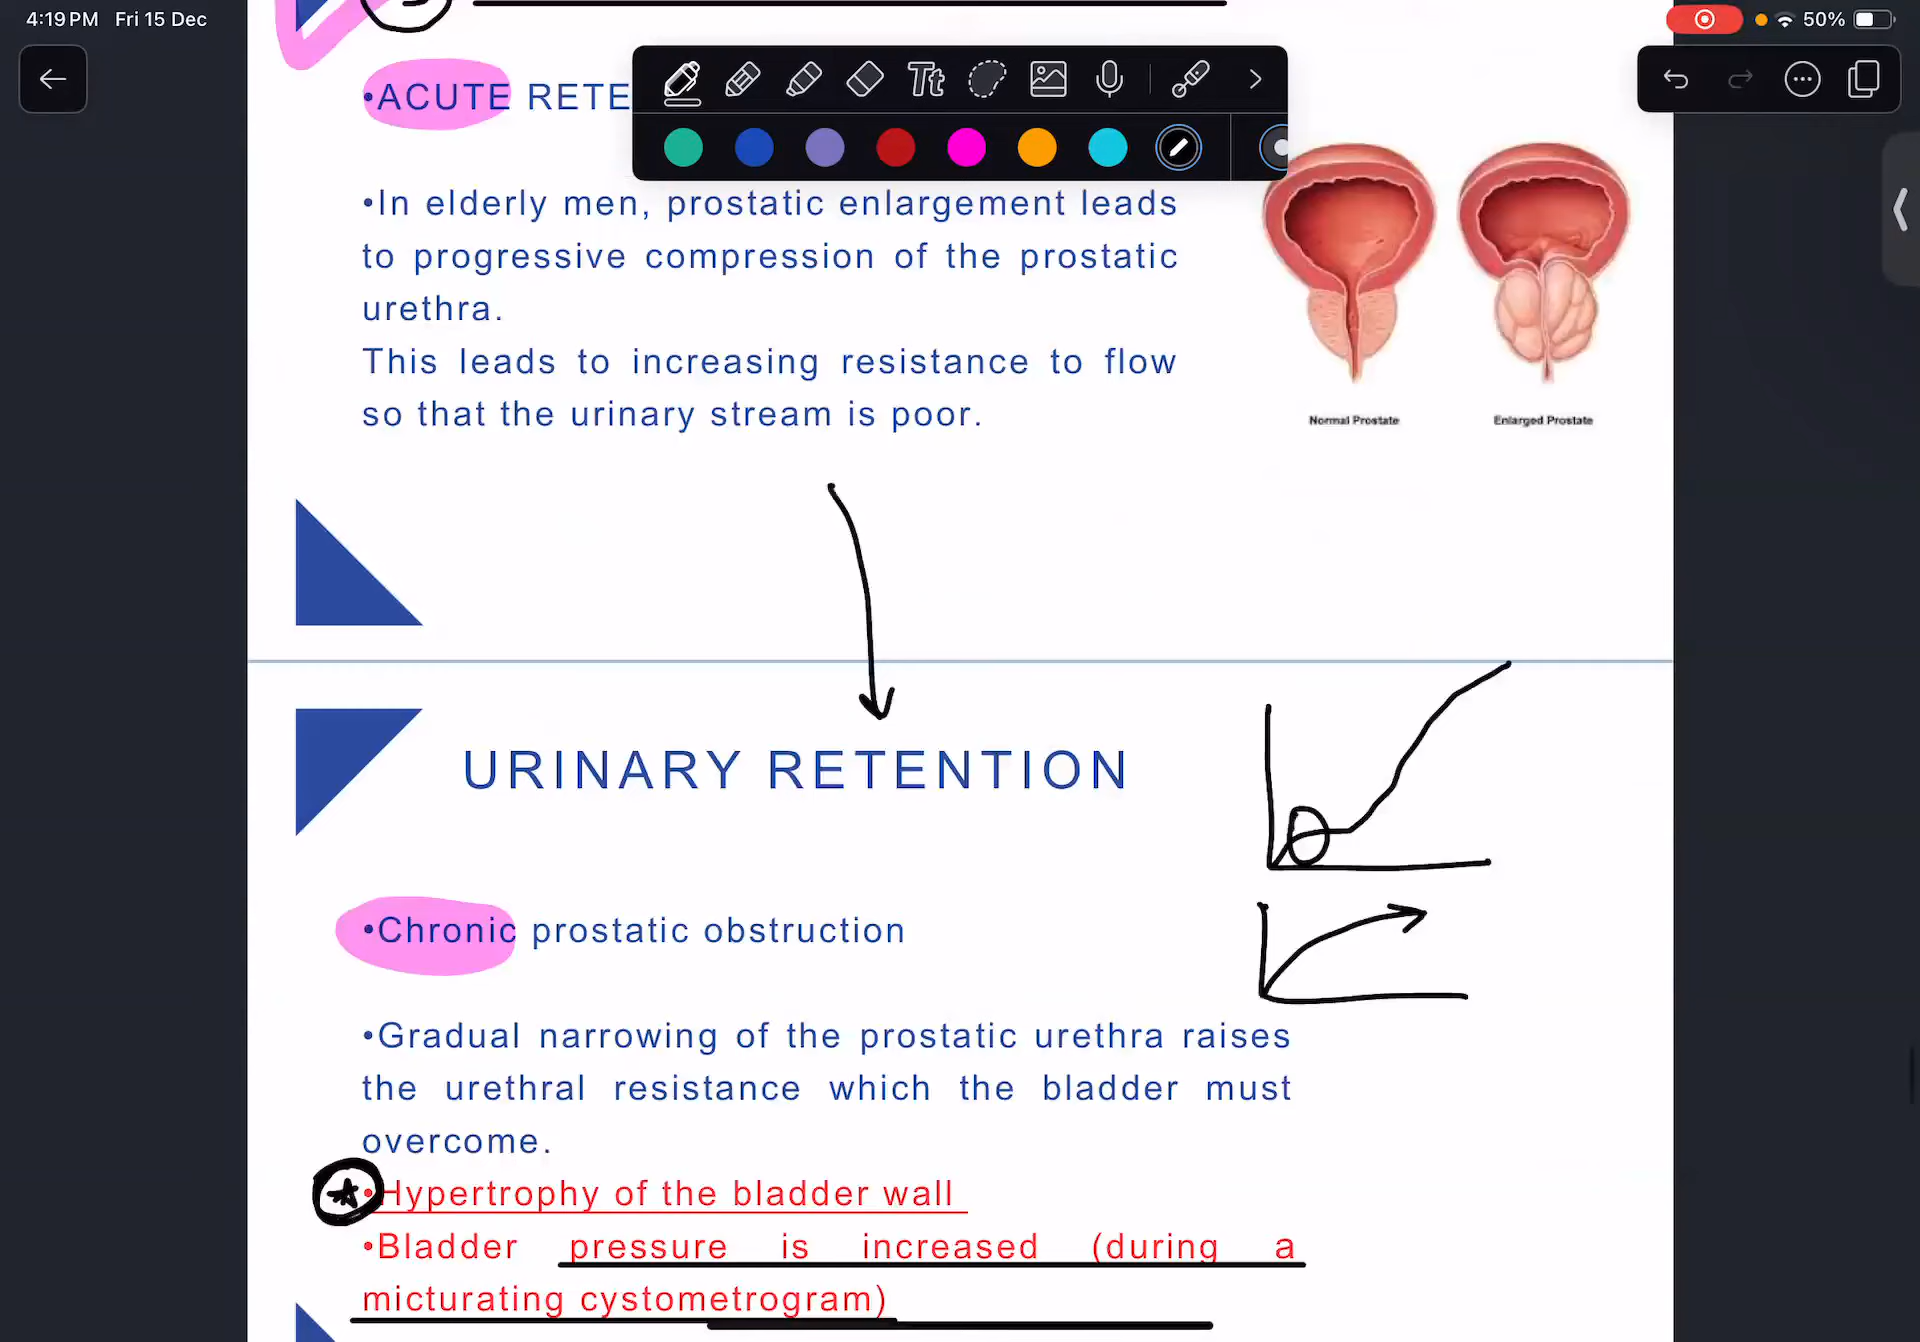 4:19 PM Fri 15 Dec
50%
•ACUTE RETE
Tt
•In elderly men, prostatic enlargement leads
to progressive compression of the prostatic
urethra.
This leads to increasing resistance to flow
so that the urinary stream is poor.
Normal Prostate
Enlarged Prostate
URINARY RETENTION
•Chronic prostatic obstruction
•Gradual narrowing of the prostatic urethra raises
the urethral resistance which the bladder must
overcome.
•Hypertrophy of the bladder wall
•Bladder pressure is increased (during a
micturating cystometrogram)